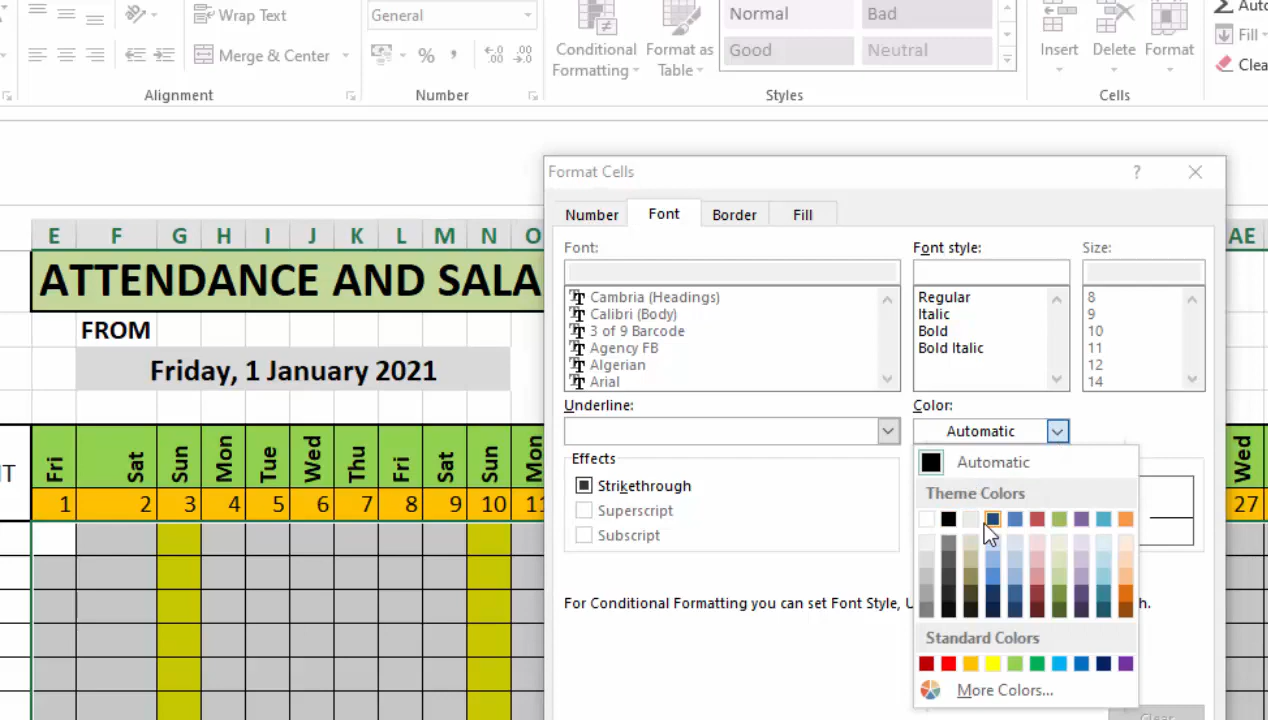 Wrap Text
General
Merge & Center
%
Conditional Formatting
Format as Table
Normal
Bad
Good
Neutral
Insert
Delete
Format
Σ Auto
Fill
Clea
Alignment
Number
Styles
Cells
Format Cells
?
Number
Font
Border
Fill
E F G H I J K L M N O
AE
ATTENDANCE AND SALA
FROM
Friday, 1 January 2021
Font:
Font style:
Size:
Cambria (Headings)
Calibri (Body)
3 of 9 Barcode
Agency FB
Algerian
Arial
Regular
Italic
Bold
Bold Italic
8
9
10
11
12
14
Underline:
Color:
Automatic
Effects
Strikethrough
Superscript
Subscript
Automatic
Theme Colors
Standard Colors
More Colors...
For Conditional Formatting you can set Font Style, U
h.
Clear
T
Fri Sat Sun Mon Tue Wed Thu Fri Sat Sun Mon
Wed
1 2 3 4 5 6 7 8 9 10 11
27